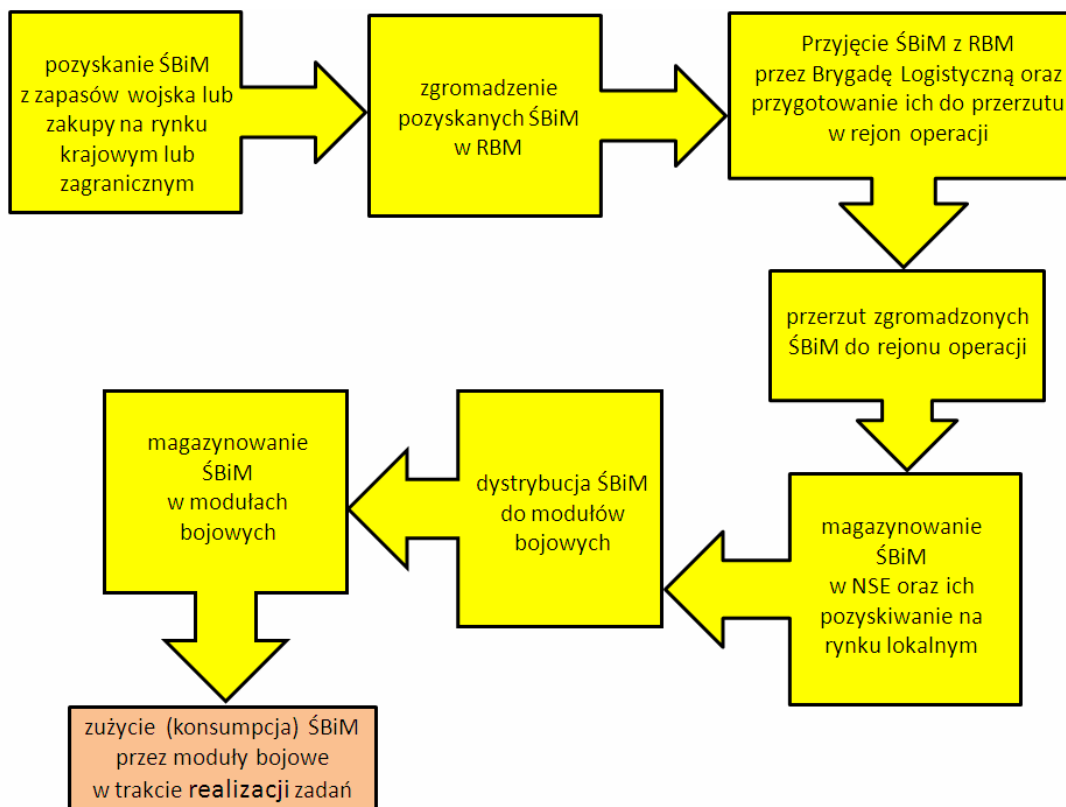 pozyskanie ŚBiM
z zapasów wojska lub
zakupy na rynku
krajowym lub
zagranicznym
zgromadzenie
pozyskanych ŚBiM
w RBM
Przyjęcie ŚBiM z RBM
przez Brygadę Logistyczną oraz
przygotowanie ich do przerzutu
w rejon operacji
przerzut zgromadzonych
ŚBiM do rejonu operacji
magazynowanie
ŚBiM
w NSE oraz ich
pozyskiwanie na
rynku lokalnym
dystrybucja ŚBiM
do modułów
bojowych
magazynowanie
ŚBiM
w modułach
bojowych
zużycie (konsumpcja) ŚBiM
przez moduły bojowe
w trakcie realizacji zadań